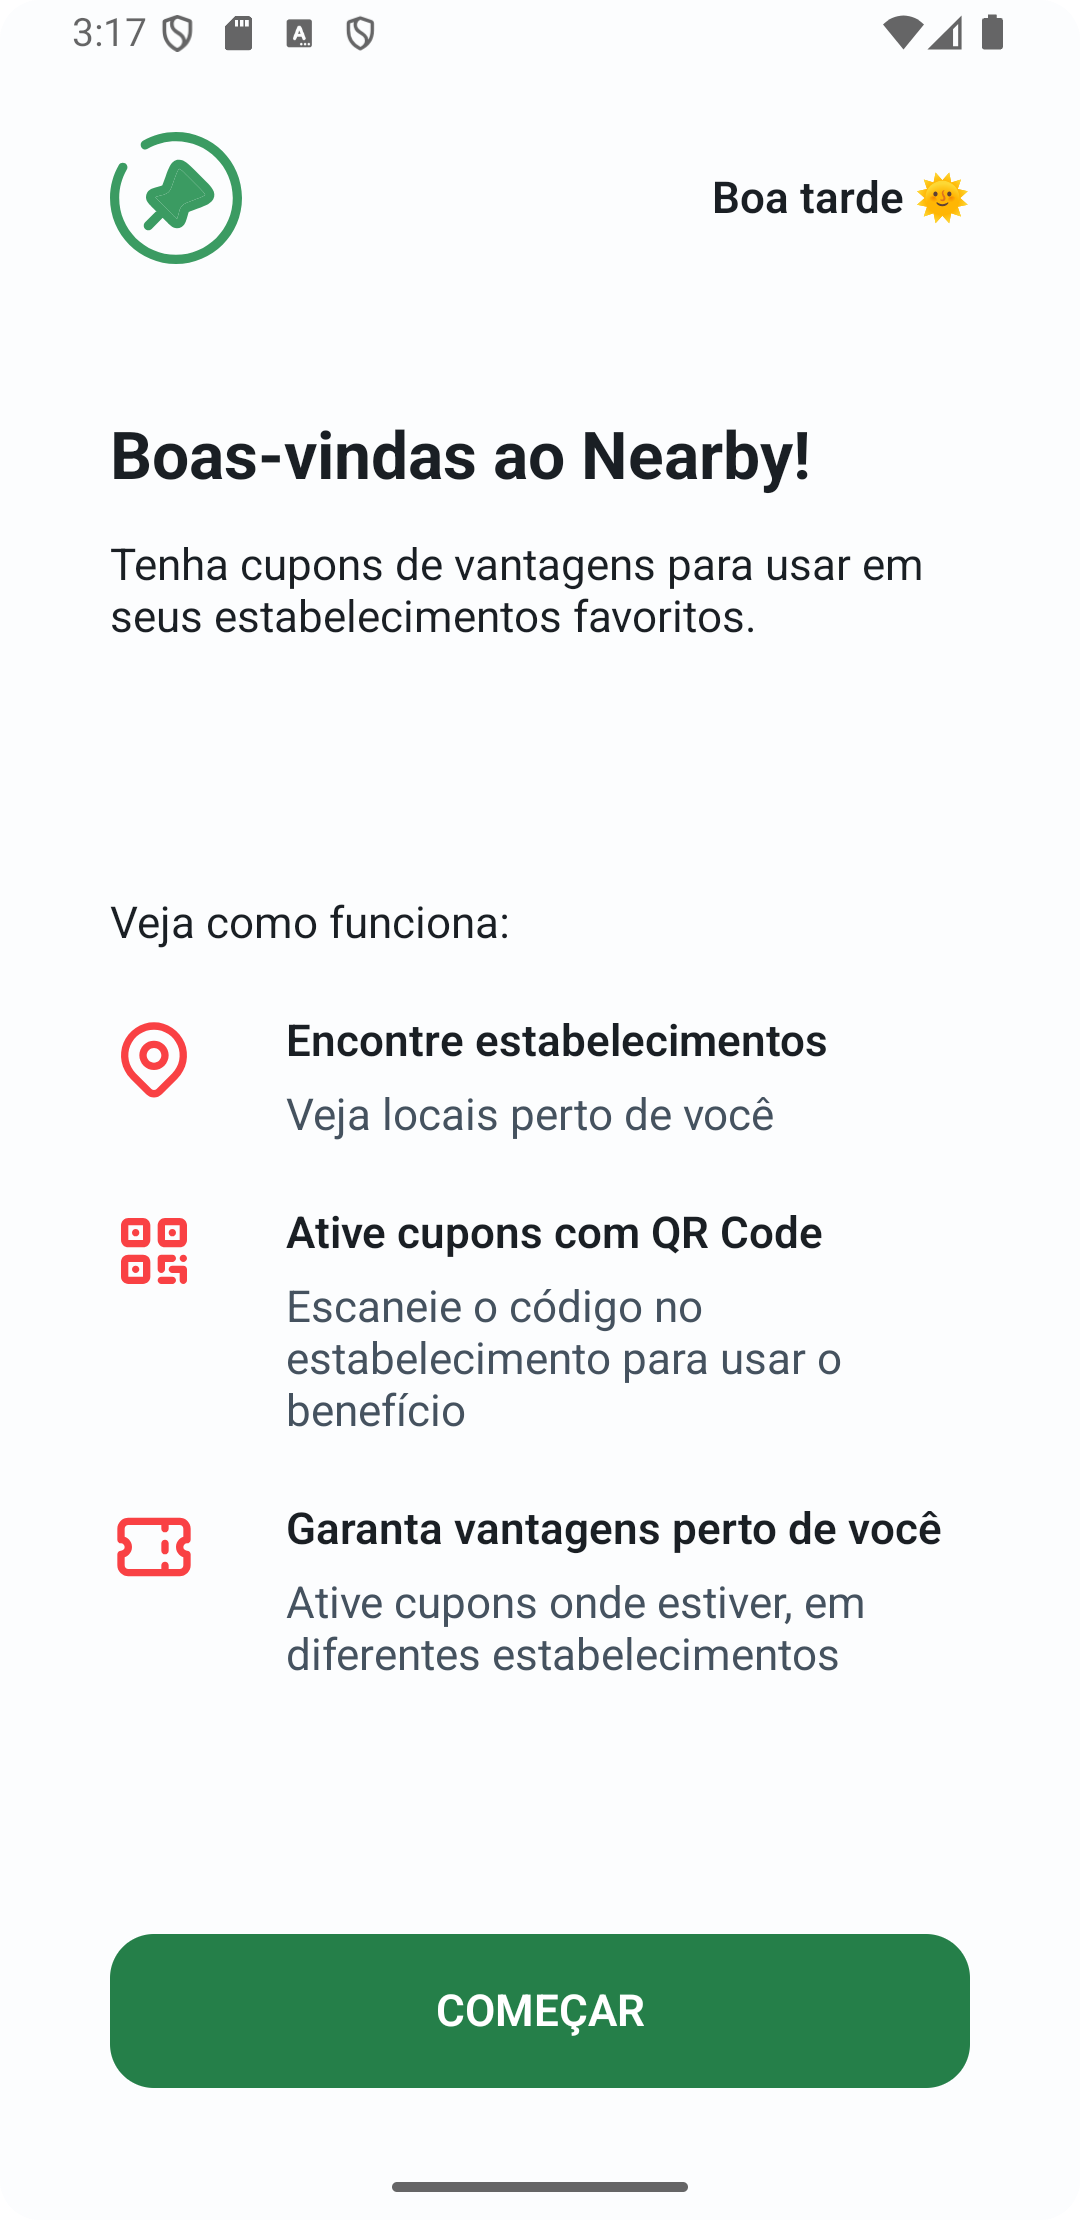 3:17
Boa tarde 🌞
Boas-vindas ao Nearby!
Tenha cupons de vantagens para usar em
seus estabelecimentos favoritos.
Veja como funciona:
Encontre estabelecimentos
Veja locais perto de você
Ative cupons com QR Code
Escaneie o código no
estabelecimento para usar o
benefício
Garanta vantagens perto de você
Ative cupons onde estiver, em
diferentes estabelecimentos
COMEÇAR